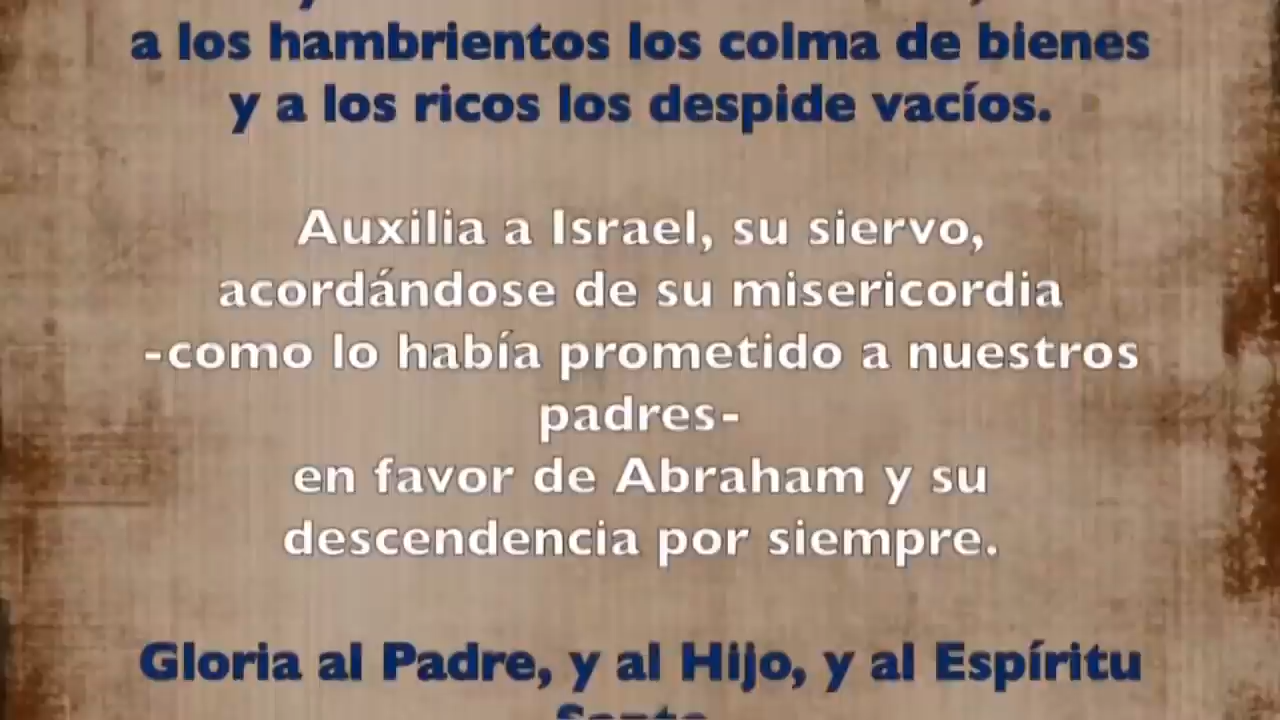 a los hambrientos los colma de bienes
y a los ricos los despide vacíos.
Auxilia a Israel, su siervo,
acordándose de su misericordia
-como lo había prometido a nuestros
padres-
en favor de Abraham y su
descendencia por siempre.
Gloria al Padre, y al Hijo, y al Espíritu